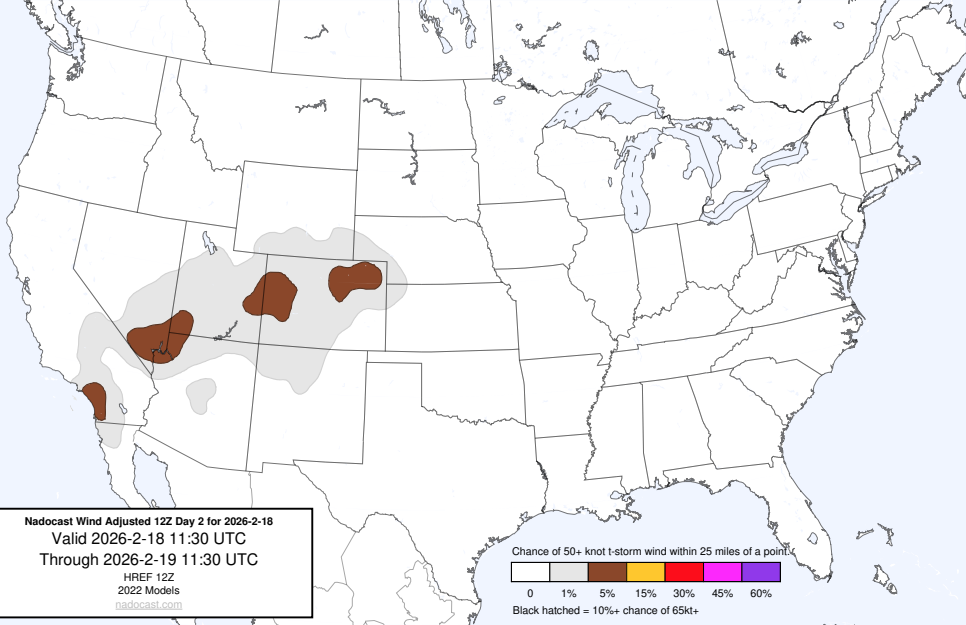 Nadocast Wind Adjusted 12Z Day 2 for 2026-2-18
Valid 2026-2-18 11:30 UTC
Through 2026-2-19 11:30 UTC
HREF 12Z
2022 Models
nadocast.com
Chance of 50+ knot t-storm wind within 25 miles of a point.
0 1% 5% 15% 30% 45% 60%
Black hatched = 10%+ chance of 65kt+